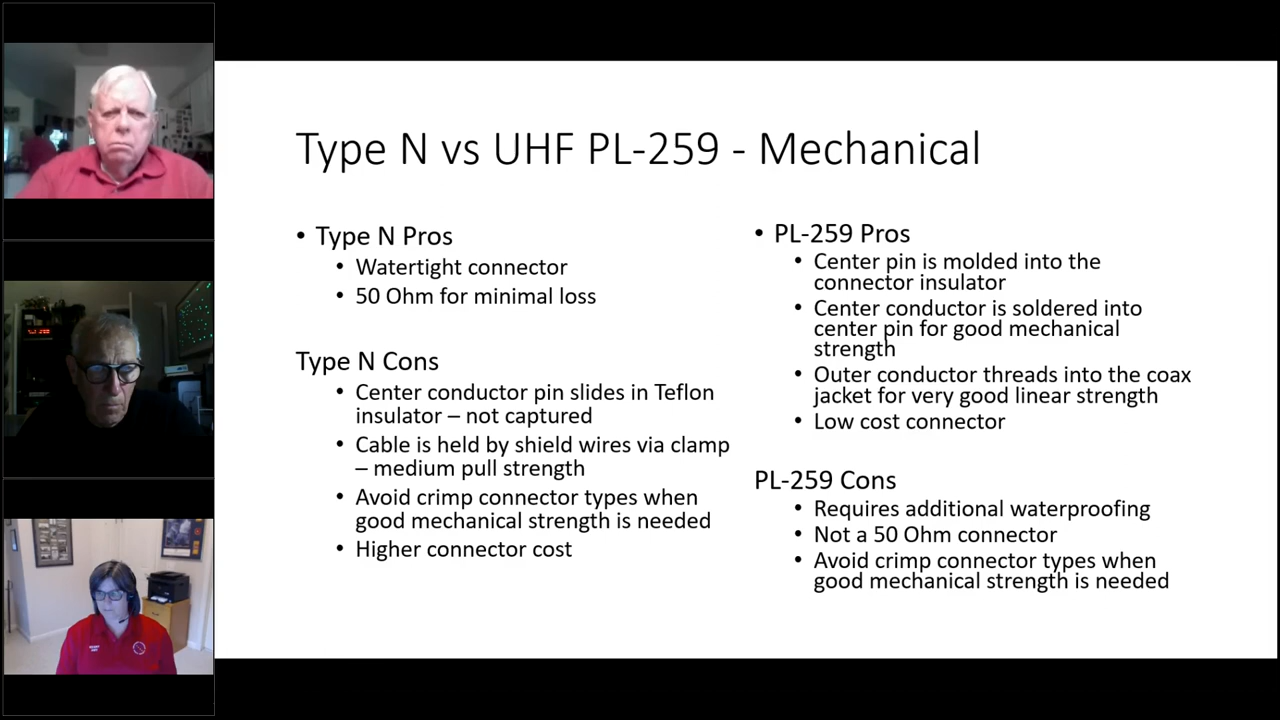 Type N vs UHF PL-259 - Mechanical
• Type N Pros
• Watertight connector
• 50 Ohm for minimal loss
Type N Cons
• Center conductor pin slides in Teflon
insulator – not captured
• Cable is held by shield wires via clamp
– medium pull strength
• Avoid crimp connector types when
good mechanical strength is needed
• Higher connector cost
• PL-259 Pros
• Center pin is molded into the
connector insulator
• Center conductor is soldered into
center pin for good mechanical
strength
• Outer conductor threads into the coax
jacket for very good linear strength
• Low cost connector
PL-259 Cons
• Requires additional waterproofing
• Not a 50 Ohm connector
• Avoid crimp connector types when
good mechanical strength is needed